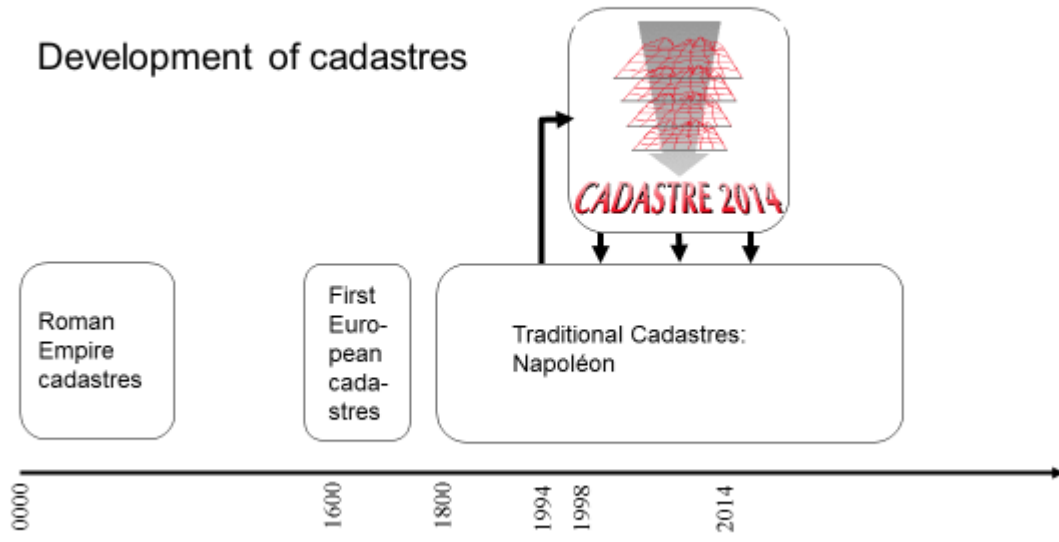 Development of cadastres
CADASTRE 2014
Roman
Empire
cadastres
First
Euro-
pean
cada-
stres
Traditional Cadastres:
Napoléon
0000
1600
1800
1994
1998
2014